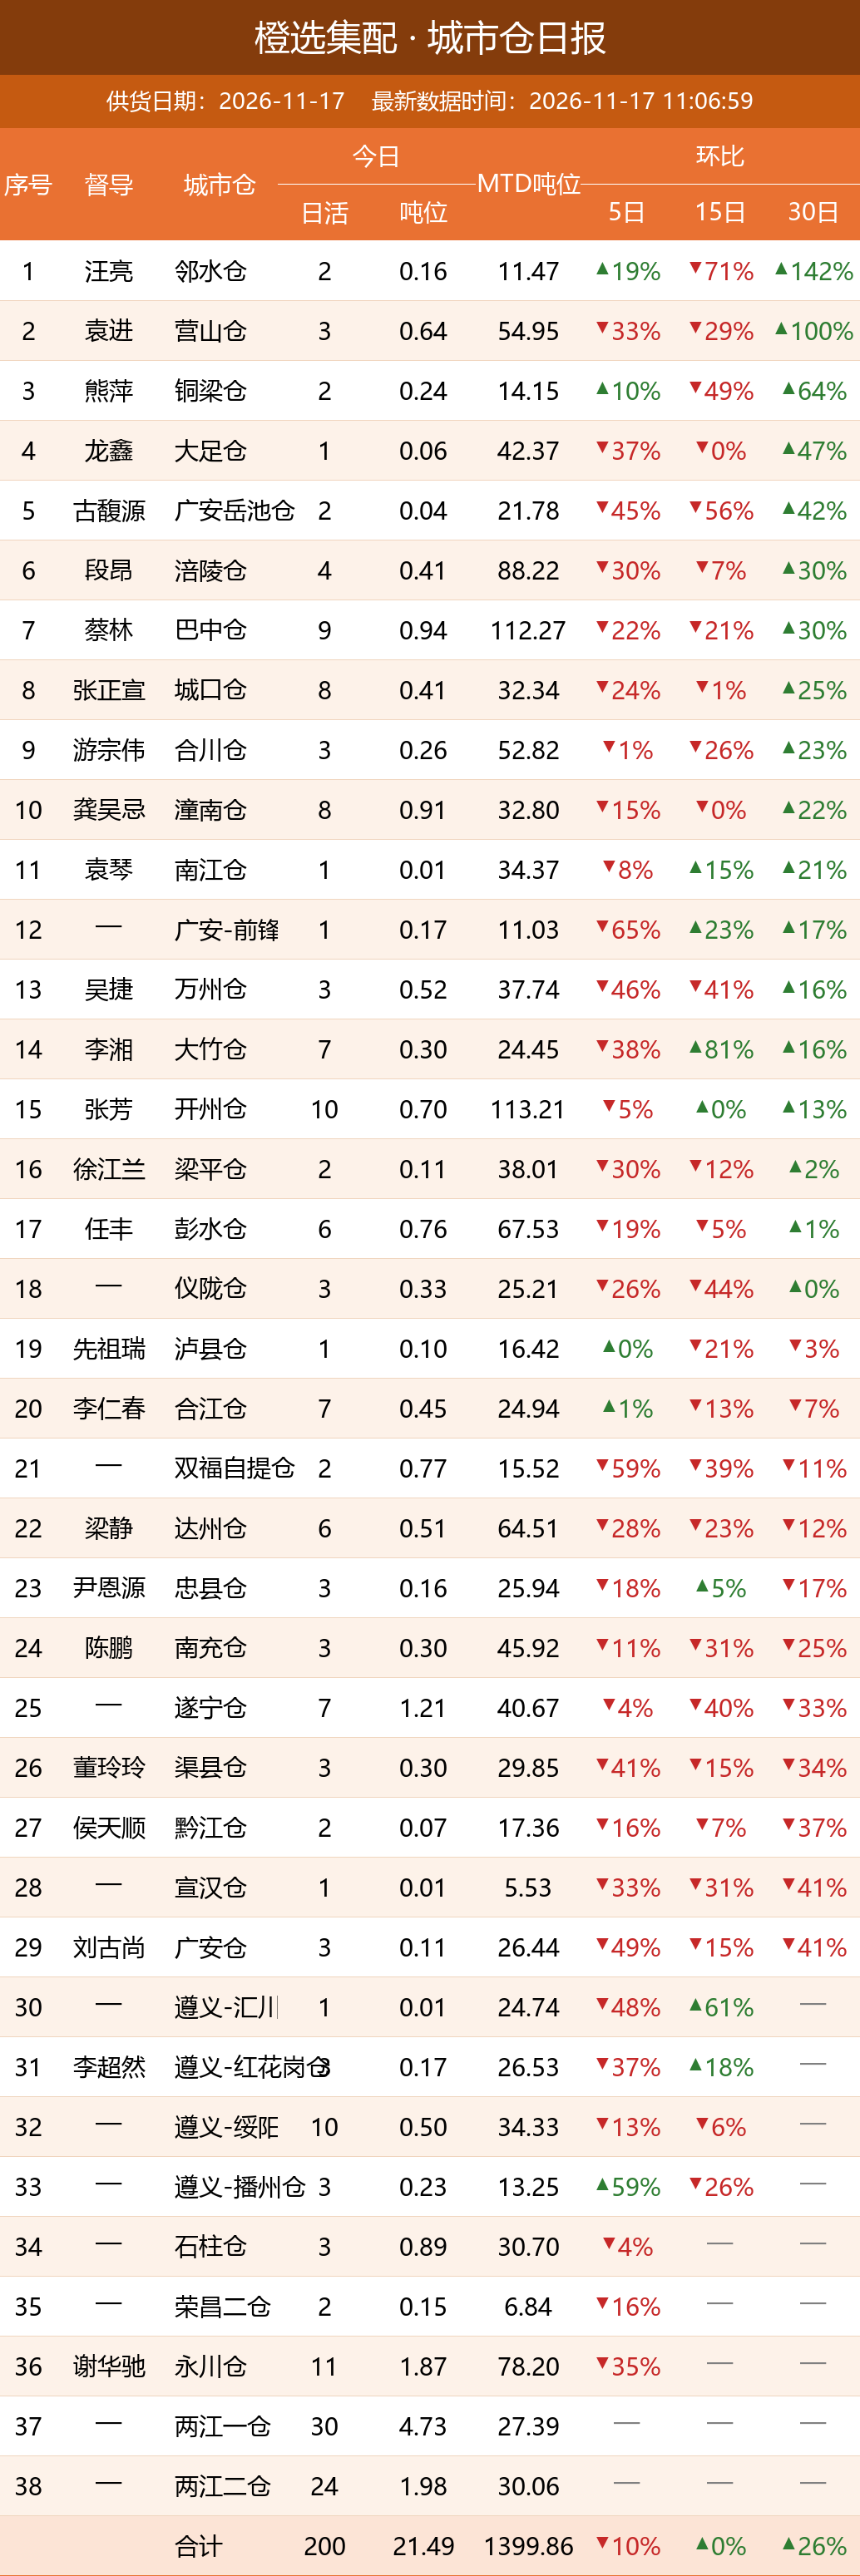 橙选集配 · 城市仓日报
供货日期：2026-11-17 最新数据时间：2026-11-17 11:06:59
序号 督导 城市仓 今日 MTD吨位 环比
日活 吨位 5日 15日 30日
1 汪亮 邻水仓 2 0.16 11.47 ▲19% ▼71% ▲142%
2 袁进 营山仓 3 0.64 54.95 ▼33% ▼29% ▲100%
3 熊萍 铜梁仓 2 0.24 14.15 ▲10% ▼49% ▲64%
4 龙鑫 大足仓 1 0.06 42.37 ▼37% ▼0% ▲47%
5 古馥源 广安岳池仓 2 0.04 21.78 ▼45% ▼56% ▲42%
6 段昂 涪陵仓 4 0.41 88.22 ▼30% ▼7% ▲30%
7 蔡林 巴中仓 9 0.94 112.27 ▼22% ▼21% ▲30%
8 张正宣 城口仓 8 0.41 32.34 ▼24% ▼1% ▲25%
9 游宗伟 合川仓 3 0.26 52.82 ▼1% ▼26% ▲23%
10 龚吴忌 潼南仓 8 0.91 32.80 ▼15% ▼0% ▲22%
11 袁琴 南江仓 1 0.01 34.37 ▼8% ▲15% ▲21%
12 — 广安-前锋 1 0.17 11.03 ▼65% ▲23% ▲17%
13 吴捷 万州仓 3 0.52 37.74 ▼46% ▼41% ▲16%
14 李湘 大竹仓 7 0.30 24.45 ▼38% ▲81% ▲16%
15 张芳 开州仓 10 0.70 113.21 ▼5% ▲0% ▲13%
16 徐江兰 梁平仓 2 0.11 38.01 ▼30% ▼12% ▲2%
17 任丰 彭水仓 6 0.76 67.53 ▼19% ▼5% ▲1%
18 — 仪陇仓 3 0.33 25.21 ▼26% ▼44% ▲0%
19 先祖瑞 泸县仓 1 0.10 16.42 ▲0% ▼21% ▼3%
20 李仁春 合江仓 7 0.45 24.94 ▲1% ▼13% ▼7%
21 — 双福自提仓 2 0.77 15.52 ▼59% ▼39% ▼11%
22 梁静 达州仓 6 0.51 64.51 ▼28% ▼23% ▼12%
23 尹恩源 忠县仓 3 0.16 25.94 ▼18% ▲5% ▼17%
24 陈鹏 南充仓 3 0.30 45.92 ▼11% ▼31% ▼25%
25 — 遂宁仓 7 1.21 40.67 ▼4% ▼40% ▼33%
26 董玲玲 渠县仓 3 0.30 29.85 ▼41% ▼15% ▼34%
27 侯天顺 黔江仓 2 0.07 17.36 ▼16% ▼7% ▼37%
28 — 宣汉仓 1 0.01 5.53 ▼33% ▼31% ▼41%
29 刘古尚 广安仓 3 0.11 26.44 ▼49% ▼15% ▼41%
30 — 遵义-汇川 1 0.01 24.74 ▼48% ▲61% —
31 李超然 遵义-红花岗仓 3 0.17 26.53 ▼37% ▲18% —
32 — 遵义-绥阳 10 0.50 34.33 ▼13% ▼6% —
33 — 遵义-播州仓 3 0.23 13.25 ▲59% ▼26% —
34 — 石柱仓 3 0.89 30.70 ▼4% — —
35 — 荣昌二仓 2 0.15 6.84 ▼16% — —
36 谢华驰 永川仓 11 1.87 78.20 ▼35% — —
37 — 两江一仓 30 4.73 27.39 — — —
38 — 两江二仓 24 1.98 30.06 — — —
合计 200 21.49 1399.86 ▼10% ▲0% ▲26%